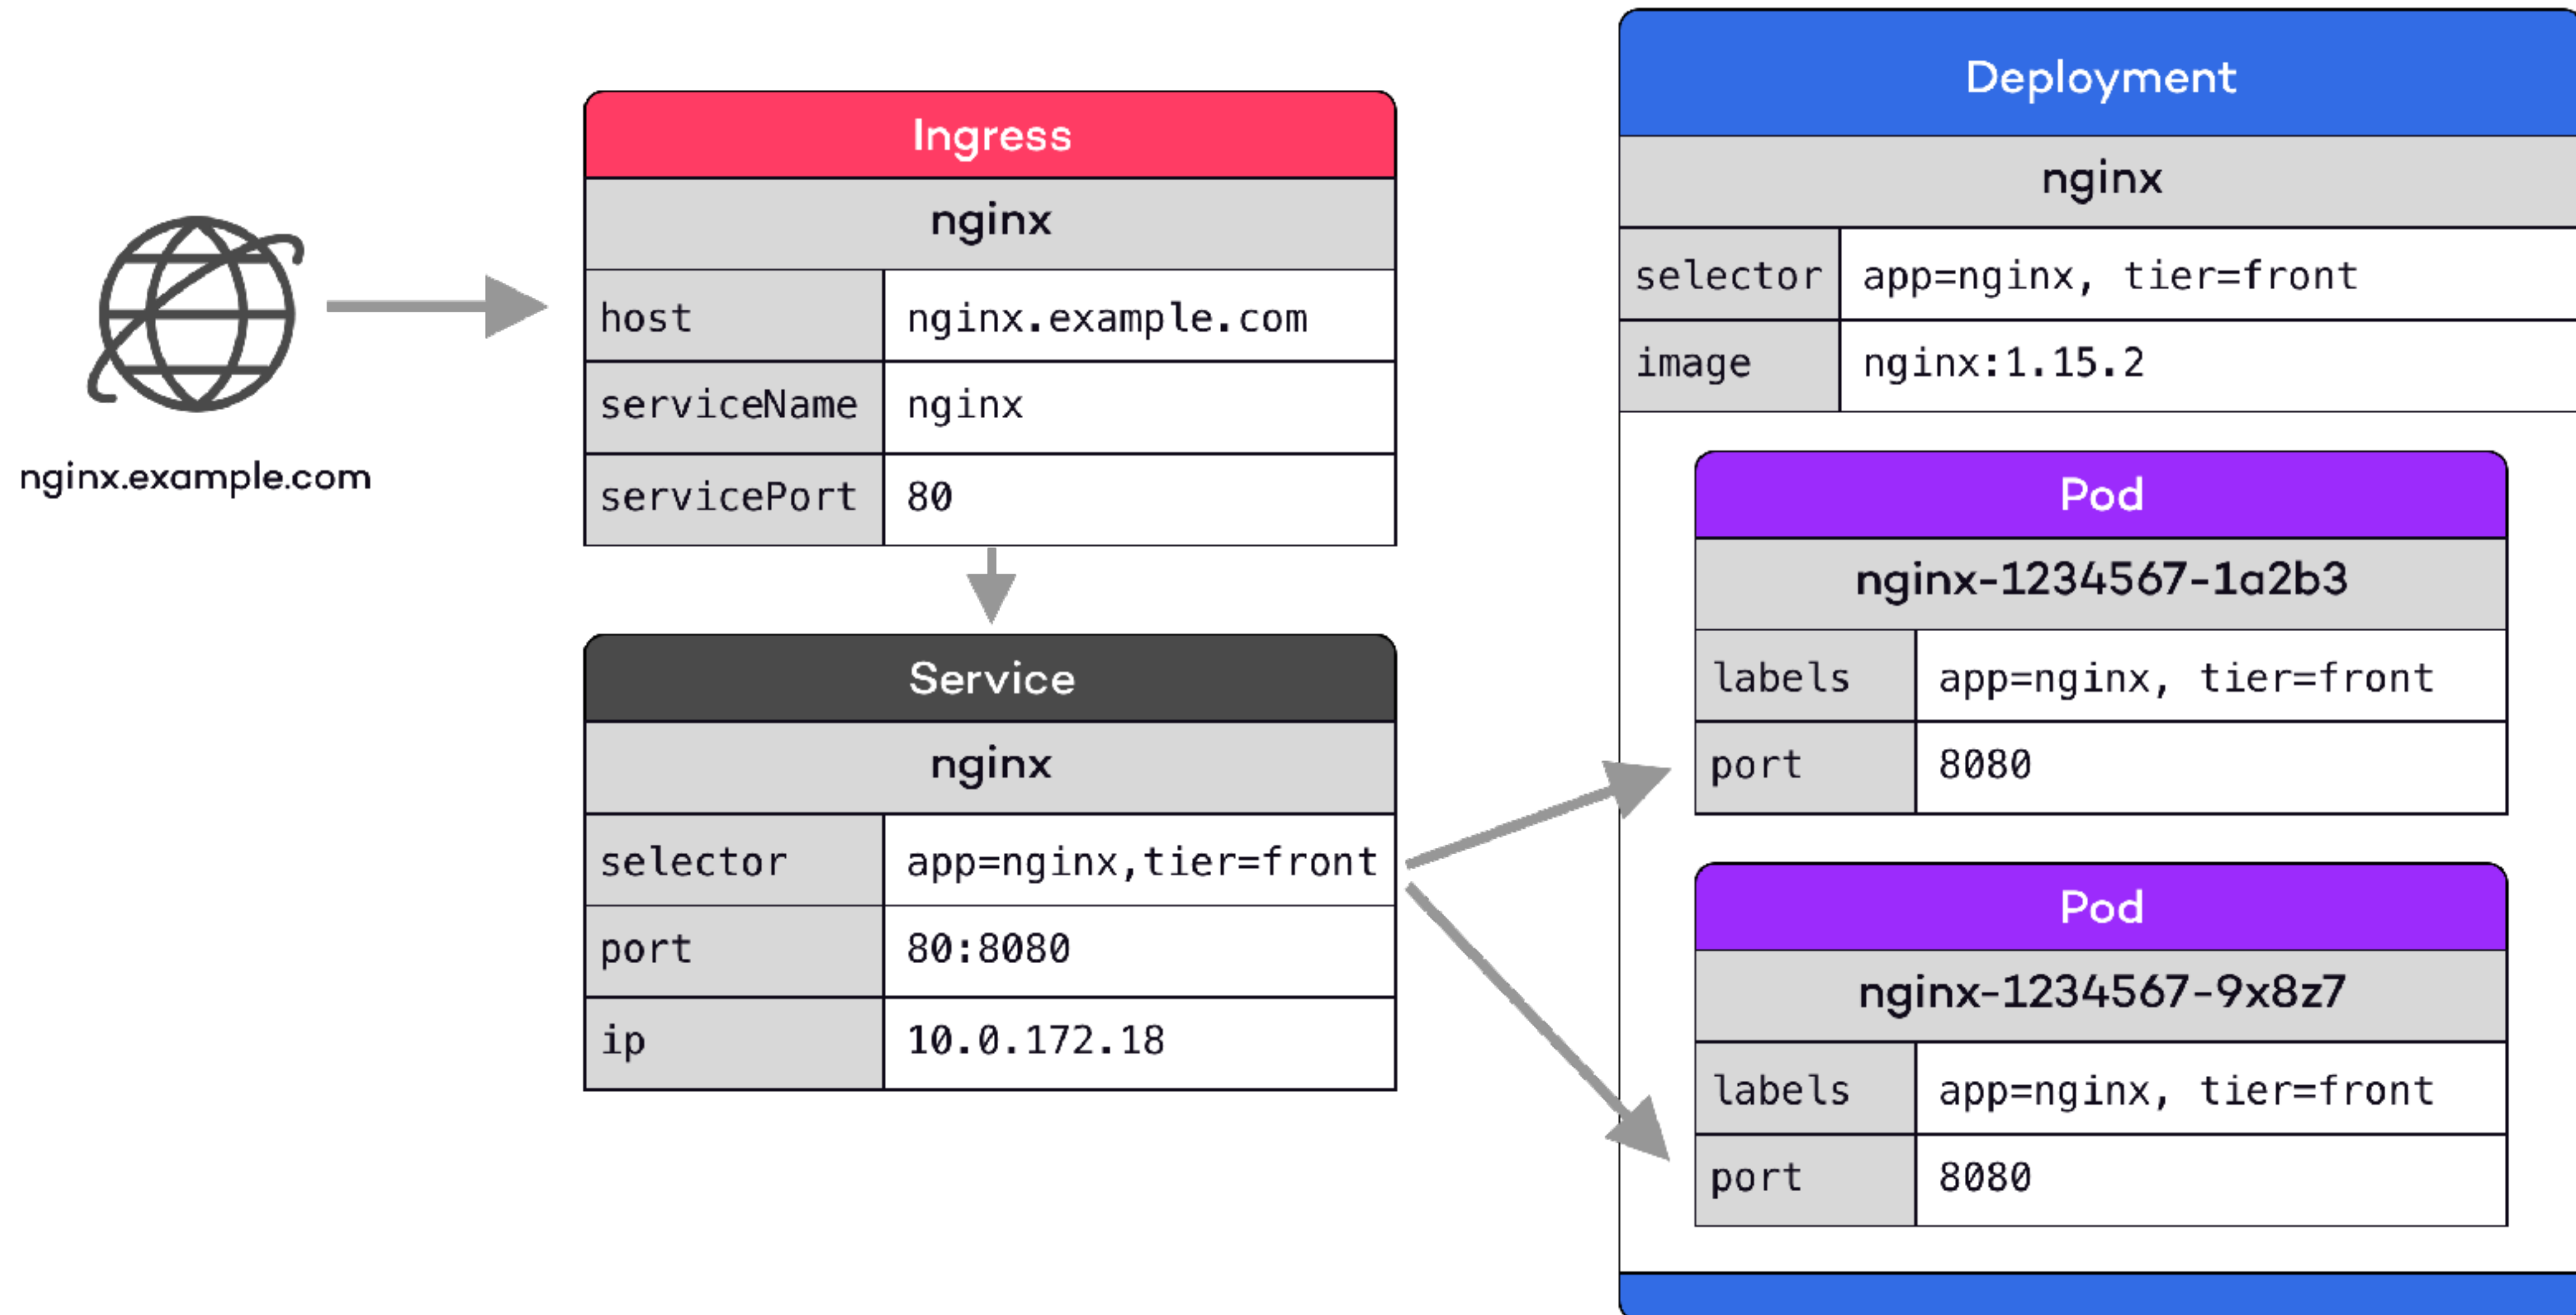 nginx.example.com
Ingress
nginx
host nginx.example.com
serviceName nginx
servicePort 80
Service
nginx
selector app=nginx,tier=front
port 80:8080
ip 10.0.172.18
Deployment
nginx
selector app=nginx, tier=front
image nginx:1.15.2
Pod
nginx-1234567-1a2b3
labels app=nginx, tier=front
port 8080
Pod
nginx-1234567-9x8z7
labels app=nginx, tier=front
port 8080